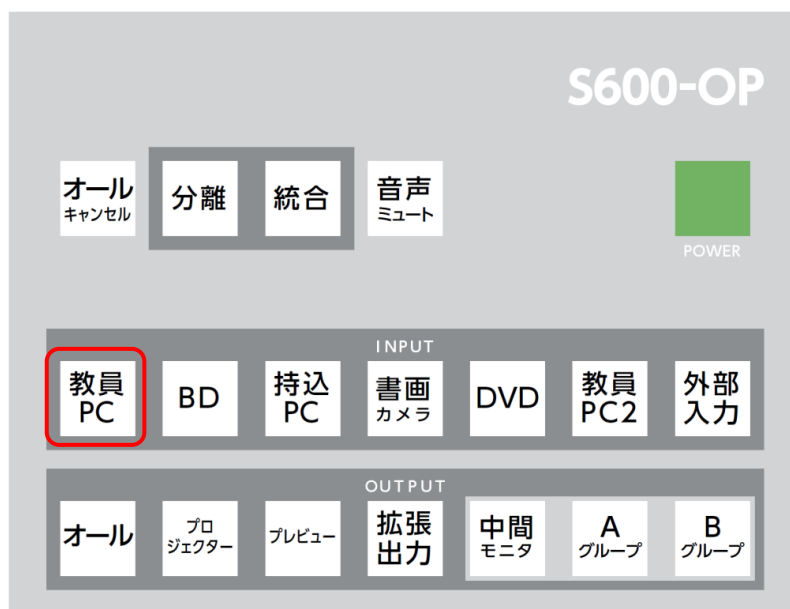 S600-OP
オール
キャンセル
分離
統合
音声
ミュート
POWER
INPUT
教員
PC
BD
持込
PC
書画
カメラ
DVD
教員
PC2
外部
入力
OUTPUT
オール
プロ
ジェクター
プレビュー
拡張
出力
中間
モニタ
A
グループ
B
グループ